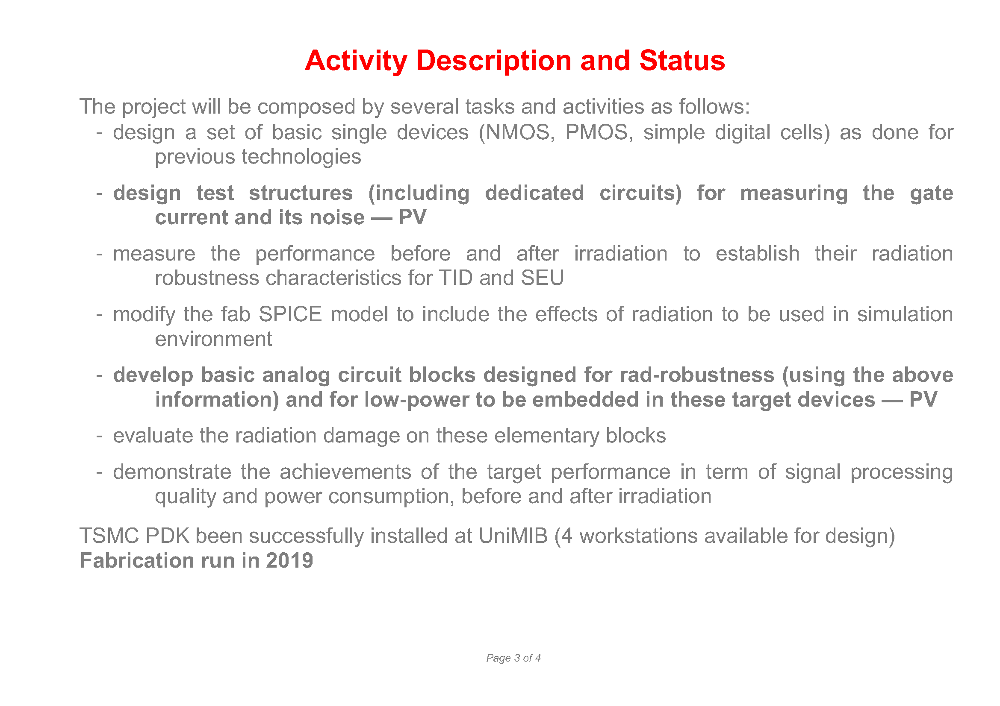 Activity Description and Status
The project will be composed by several tasks and activities as follows:
- design a set of basic single devices (NMOS, PMOS, simple digital cells) as done for
previous technologies
- design test structures (including dedicated circuits) for measuring the gate
current and its noise — PV
- measure the performance before and after irradiation to establish their radiation
robustness characteristics for TID and SEU
- modify the fab SPICE model to include the effects of radiation to be used in simulation
environment
- develop basic analog circuit blocks designed for rad-robustness (using the above
information) and for low-power to be embedded in these target devices — PV
- evaluate the radiation damage on these elementary blocks
- demonstrate the achievements of the target performance in term of signal processing
quality and power consumption, before and after irradiation
TSMC PDK been successfully installed at UniMIB (4 workstations available for design)
Fabrication run in 2019
Page 3 of 4